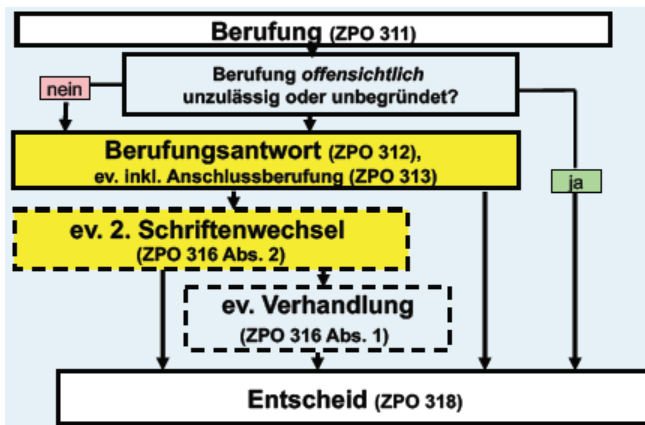 Berufung (ZPO 311)
Berufung offensichtlich
unzulässig oder unbegründet?
nein
Berufungsantwort (ZPO 312),
ev. inkl. Anschlussberufung (ZPO 313)
ja
ev. 2. Schriftenwechsel
(ZPO 316 Abs. 2)
ev. Verhandlung
(ZPO 316 Abs. 1)
Entscheid (ZPO 318)